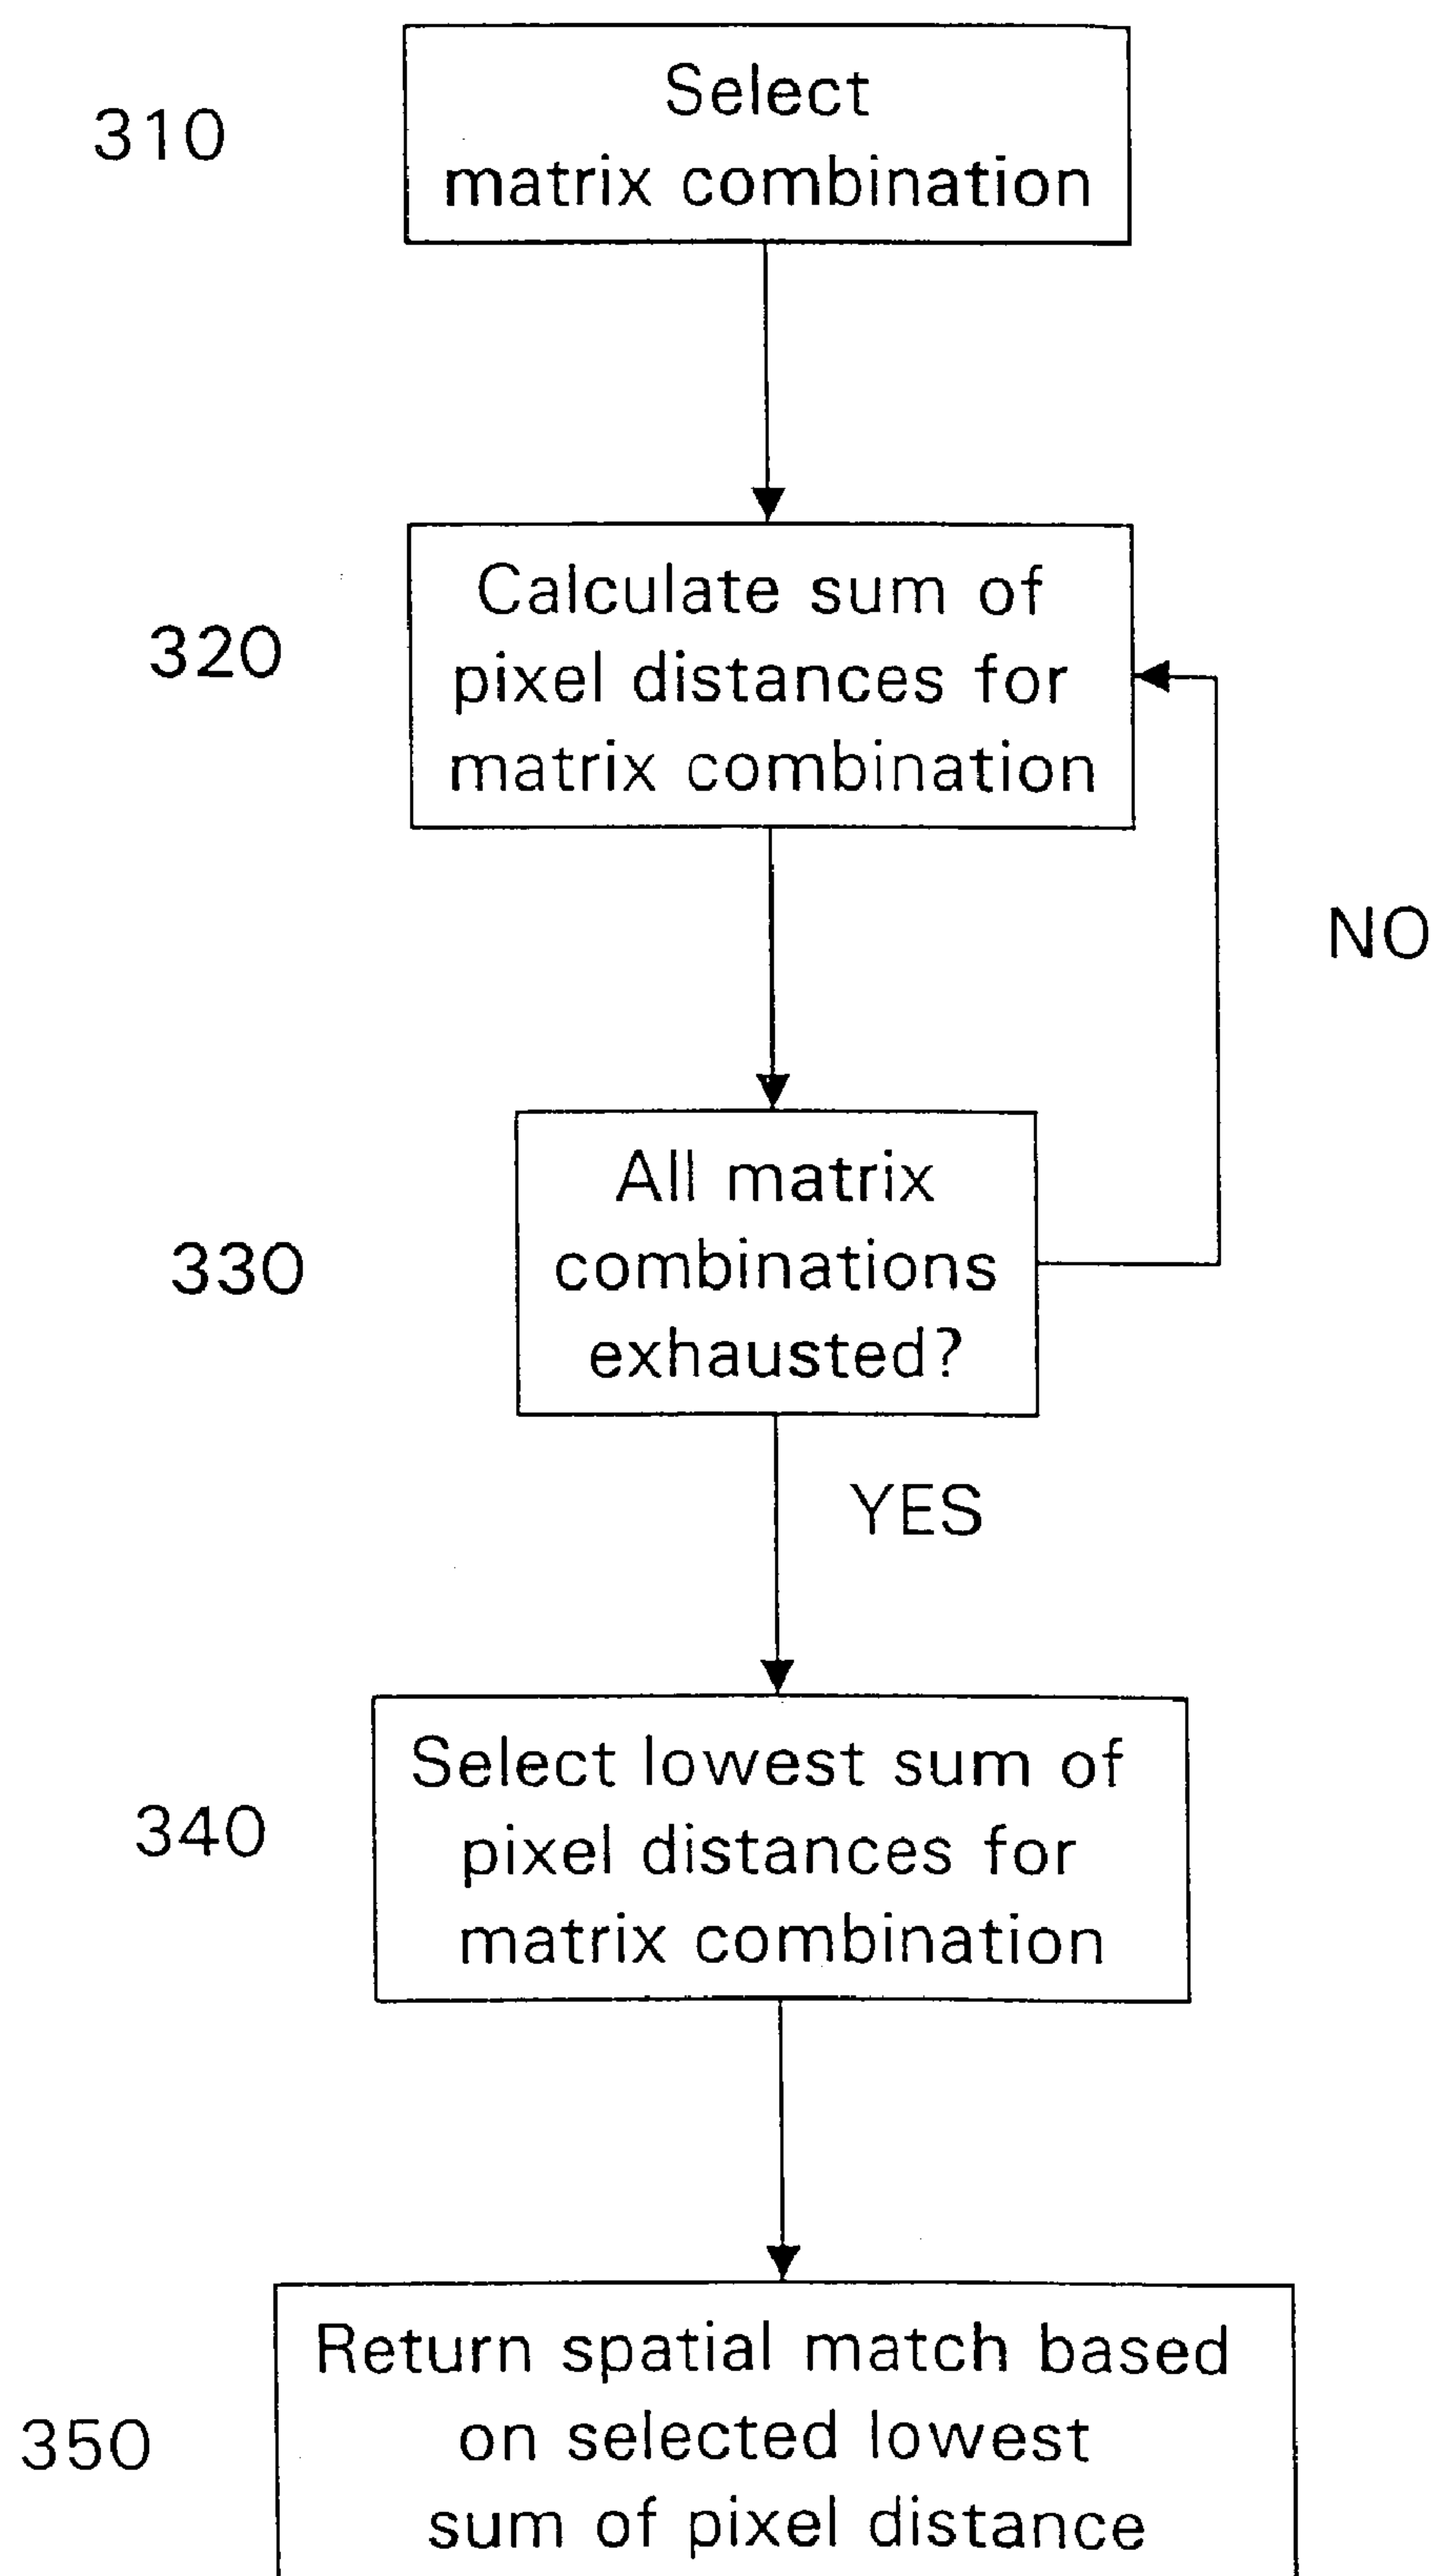 310
Select
matrix combination
320
Calculate sum of
pixel distances for
matrix combination
NO
330
All matrix
combinations
exhausted?
YES
340
Select lowest sum of
pixel distances for
matrix combination
350
Return spatial match based
on selected lowest
sum of pixel distance